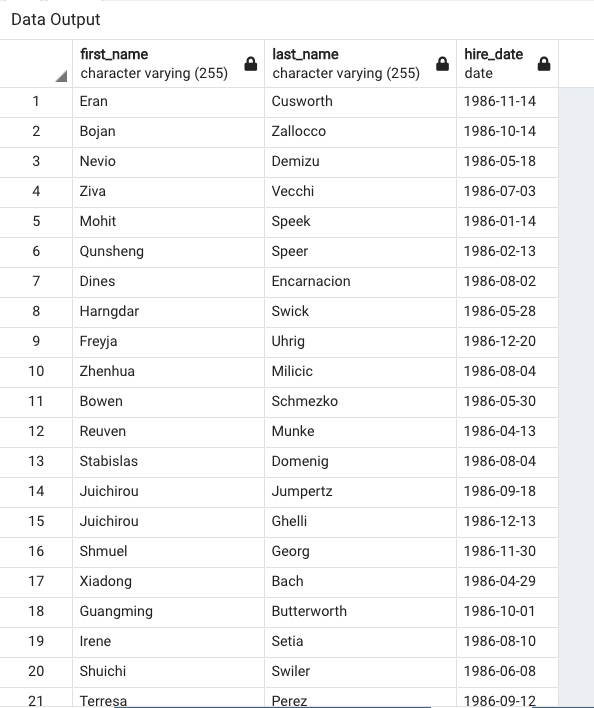 Data Output
first_name last_name hire_date
character varying (255) character varying (255) date
1 Eran Cusworth 1986-11-14
2 Bojan Zallocco 1986-10-14
3 Nevio Demizu 1986-05-18
4 Ziva Vecchi 1986-07-03
5 Mohit Speek 1986-01-14
6 Qunsheng Speer 1986-02-13
7 Dines Encarnacion 1986-08-02
8 Harngdar Swick 1986-05-28
9 Freyja Uhrig 1986-12-20
10 Zhenhua Milicic 1986-08-04
11 Bowen Schmezko 1986-05-30
12 Reuven Munke 1986-04-13
13 Stabislas Domenig 1986-08-04
14 Juichirou Jumpertz 1986-09-18
15 Juichirou Ghelli 1986-12-13
16 Shmuel Georg 1986-11-30
17 Xiadong Bach 1986-04-29
18 Guangming Butterworth 1986-10-01
19 Irene Setia 1986-08-10
20 Shuichi Swiler 1986-06-08
21 Terresa Perez 1986-09-12